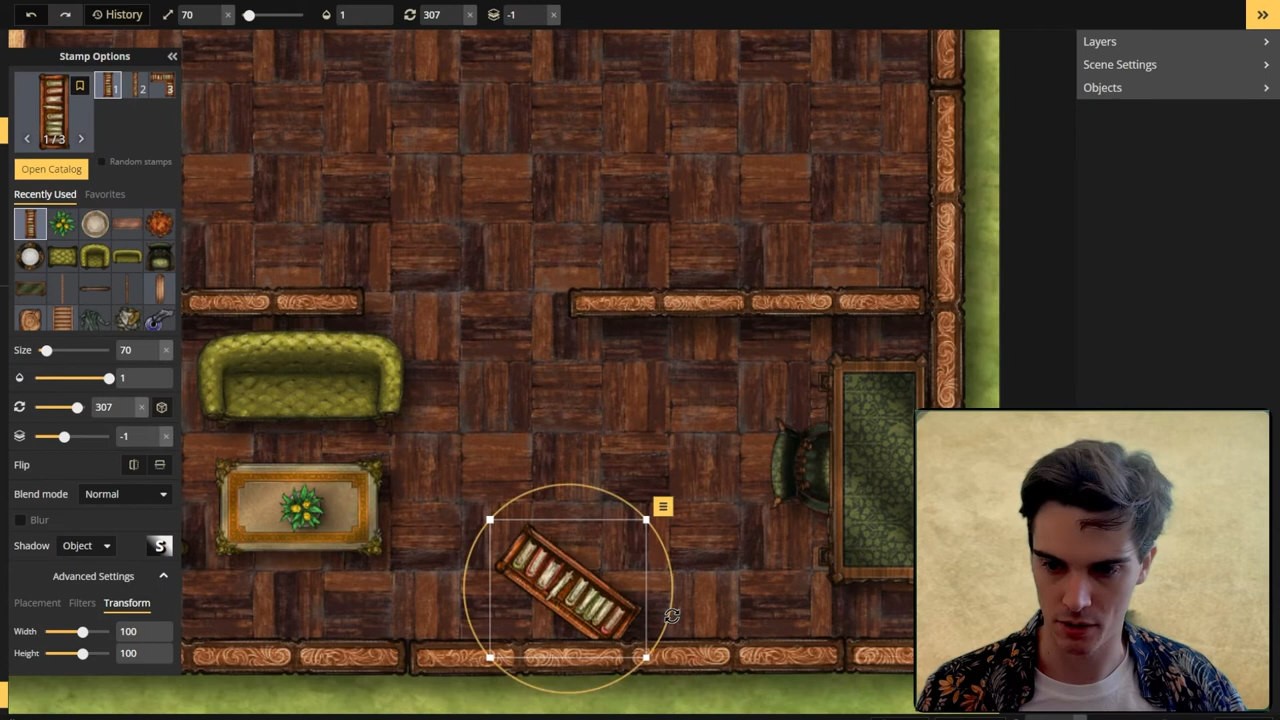 History 70 × 1 307 × -1 ×
Stamp Options
1 2 3
1/3
Open Catalog Random stamps
Recently Used Favorites
Size 70 ×
1
307 ×
-1 ×
Flip
Blend mode Normal
Blur
Shadow Object
Advanced Settings
Placement Filters Transform
Width 100
Height 100
Layers
Scene Settings
Objects